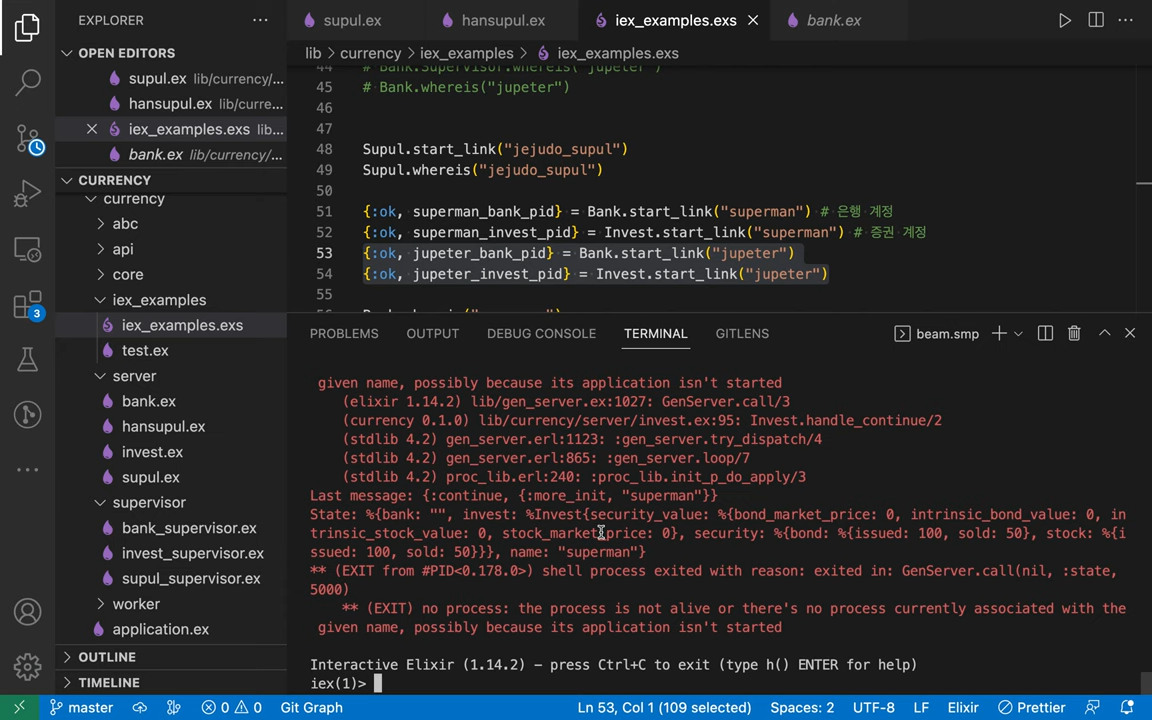 EXPLORER
OPEN EDITORS
supul.ex lib/currency/...
hansupul.ex lib/curre...
iex_examples.exs lib...
bank.ex lib/currency/...
CURRENCY
currency
abc
api
core
iex_examples
iex_examples.exs
test.ex
server
bank.ex
hansupul.ex
invest.ex
supul.ex
supervisor
bank_supervisor.ex
invest_supervisor.ex
supul_supervisor.ex
worker
application.ex
OUTLINE
TIMELINE
3
supul.ex hansupul.ex iex_examples.exs bank.ex
lib > currency > iex_examples > iex_examples.exs
44 # Bank.Supervisor.whereis("jupeter")
45 # Bank.whereis("jupeter")
46
47
48 Supul.start_link("jejudo_supul")
49 Supul.whereis("jejudo_supul")
50
51 {:ok, superman_bank_pid} = Bank.start_link("superman") # 은행 계정
52 {:ok, superman_invest_pid} = Invest.start_link("superman") # 증권 계정
53 {:ok, jupeter_bank_pid} = Bank.start_link("jupeter")
54 {:ok, jupeter_invest_pid} = Invest.start_link("jupeter")
55
PROBLEMS OUTPUT DEBUG CONSOLE TERMINAL GITLENS beam.smp
given name, possibly because its application isn't started
(elixir 1.14.2) lib/gen_server.ex:1027: GenServer.call/3
(currency 0.1.0) lib/currency/server/invest.ex:95: Invest.handle_continue/2
(stdlib 4.2) gen_server.erl:1123: :gen_server.try_dispatch/4
(stdlib 4.2) gen_server.erl:865: :gen_server.loop/7
(stdlib 4.2) proc_lib.erl:240: :proc_lib.init_p_do_apply/3
Last message: {:continue, {:more_init, "superman"}}
State: %{bank: "", invest: %Invest{security_value: %{bond_market_price: 0, intrinsic_bond_value: 0, in
trinsic_stock_value: 0, stock_market_price: 0}, security: %{bond: %{issued: 100, sold: 50}, stock: %{i
ssued: 100, sold: 50}}}, name: "superman"}
** (EXIT from #PID<0.178.0>) shell process exited with reason: exited in: GenServer.call(nil, :state,
5000)
** (EXIT) no process: the process is not alive or there's no process currently associated with the
given name, possibly because its application isn't started
Interactive Elixir (1.14.2) – press Ctrl+C to exit (type h() ENTER for help)
iex(1)>
master 0 0 Git Graph Ln 53, Col 1 (109 selected) Spaces: 2 UTF-8 LF Elixir Prettier